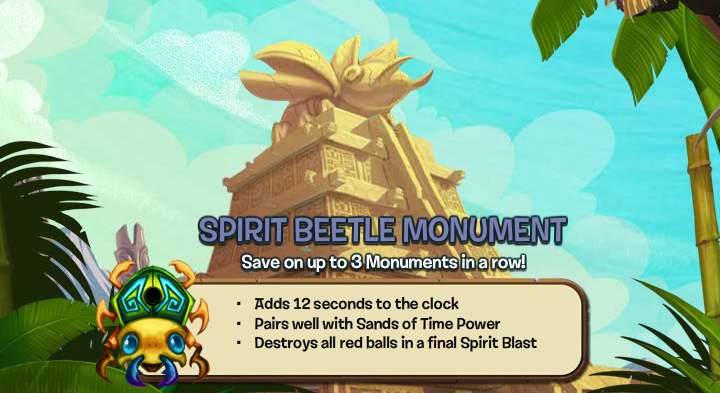 SPIRIT BEETLE MONUMENT
Save on up to 3 Monuments in a row!
· Adds 12 seconds to the clock
· Pairs well with Sands of Time Power
· Destroys all red balls in a final Spirit Blast